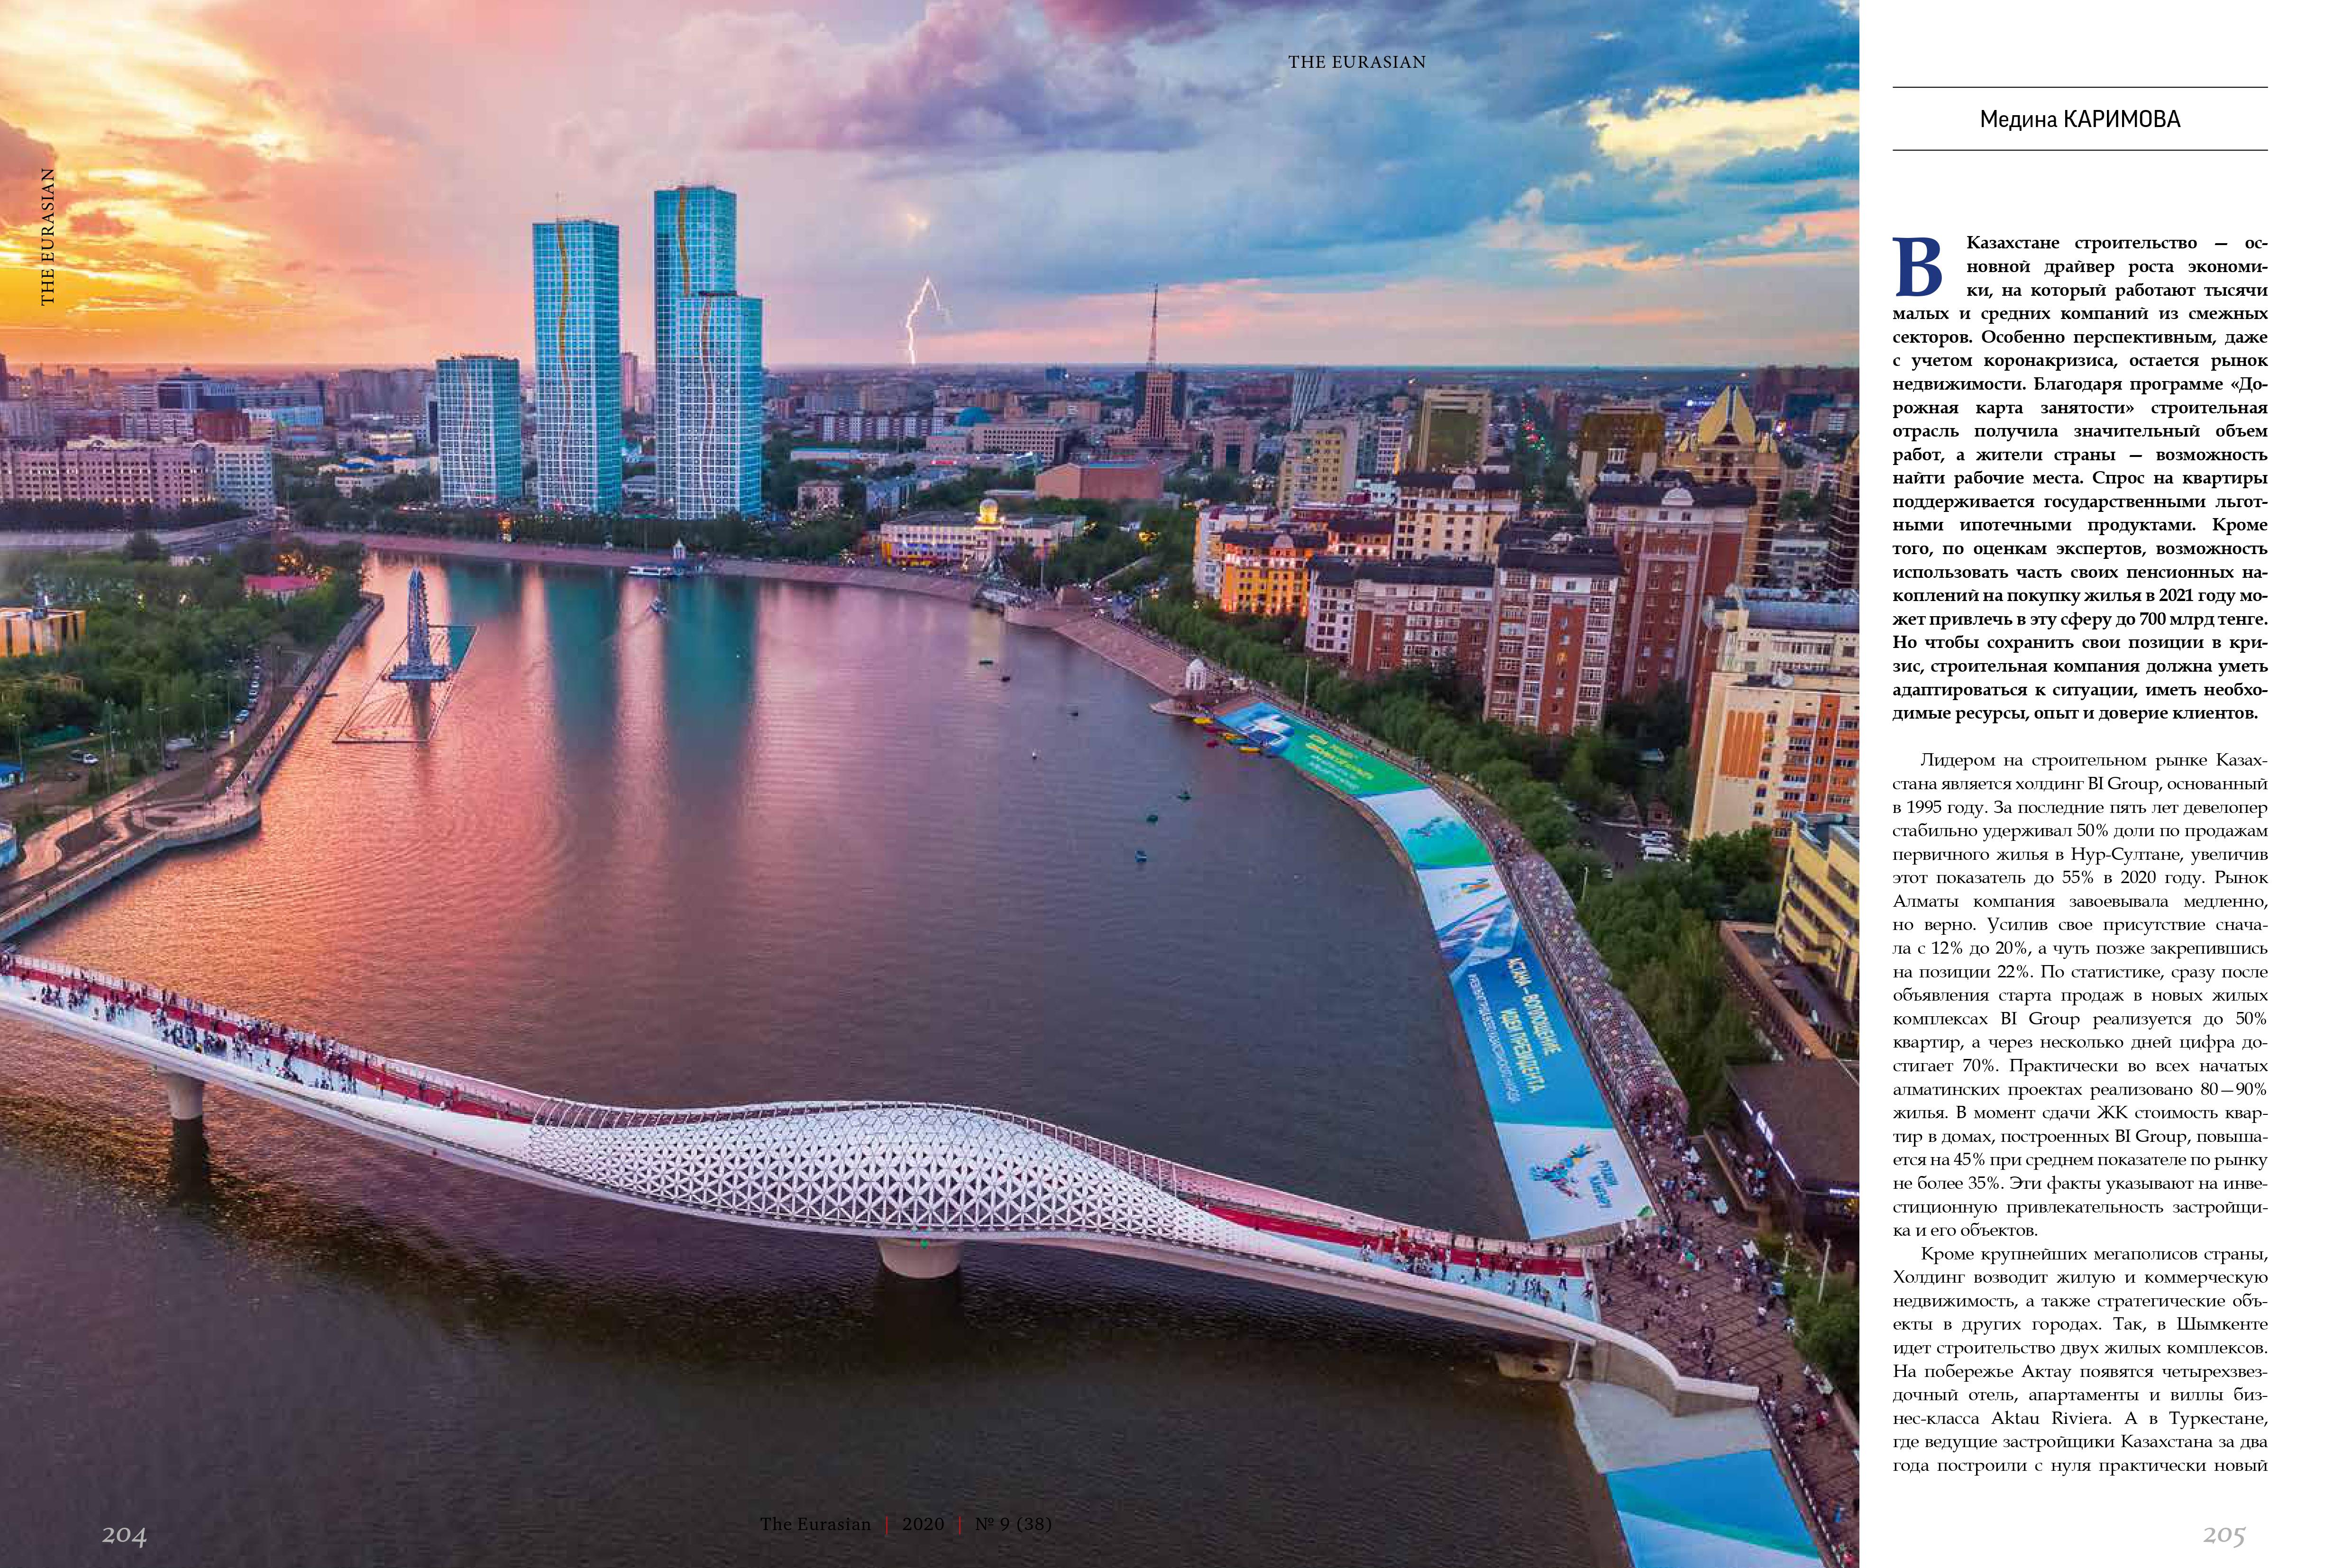 THE EURASIAN
THE EURASIAN
АСТАНА – ВОПЛОЩЕНИЕ
ИДЕИ ПРЕЗИДЕНТА
РУХАНИ
ЖАҢҒЫРУ
204
The Eurasian | 2020 | № 9 (38)
Медина КАРИМОВА
В Казахстане строительство — ос-
новной драйвер роста экономи-
ки, на который работают тысячи
малых и средних компаний из смежных
секторов. Особенно перспективным, даже
с учетом коронакризиса, остается рынок
недвижимости. Благодаря программе «До-
рожная карта занятости» строительная
отрасль получила значительный объем
работ, а жители страны — возможность
найти рабочие места. Спрос на квартиры
поддерживается государственными льгот-
ными ипотечными продуктами. Кроме
того, по оценкам экспертов, возможность
использовать часть своих пенсионных на-
коплений на покупку жилья в 2021 году мо-
жет привлечь в эту сферу до 700 млрд тенге.
Но чтобы сохранить свои позиции в кри-
зис, строительная компания должна уметь
адаптироваться к ситуации, иметь необхо-
димые ресурсы, опыт и доверие клиентов.
Лидером на строительном рынке Казах-
стана является холдинг BI Group, основанный
в 1995 году. За последние пять лет девелопер
стабильно удерживал 50% доли по продажам
первичного жилья в Нур-Султане, увеличив
этот показатель до 55% в 2020 году. Рынок
Алматы компания завоевывала медленно,
но верно. Усилив свое присутствие снача-
ла с 12% до 20%, а чуть позже закрепившись
на позиции 22%. По статистике, сразу после
объявления старта продаж в новых жилых
комплексах BI Group реализуется до 50%
квартир, а через несколько дней цифра до-
стигает 70%. Практически во всех начатых
алматинских проектах реализовано 80—90%
жилья. В момент сдачи ЖК стоимость квар-
тир в домах, построенных BI Group, повыша-
ется на 45% при среднем показателе по рынку
не более 35%. Эти факты указывают на инве-
стиционную привлекательность застройщи-
ка и его объектов.
Кроме крупнейших мегаполисов страны,
Холдинг возводит жилую и коммерческую
недвижимость, а также стратегические объ-
екты в других городах. Так, в Шымкенте
идет строительство двух жилых комплексов.
На побережье Актау появятся четырехзвез-
дочный отель, апартаменты и виллы биз-
нес-класса Aktau Riviera. А в Туркестане,
где ведущие застройщики Казахстана за два
года построили с нуля практически новый
205